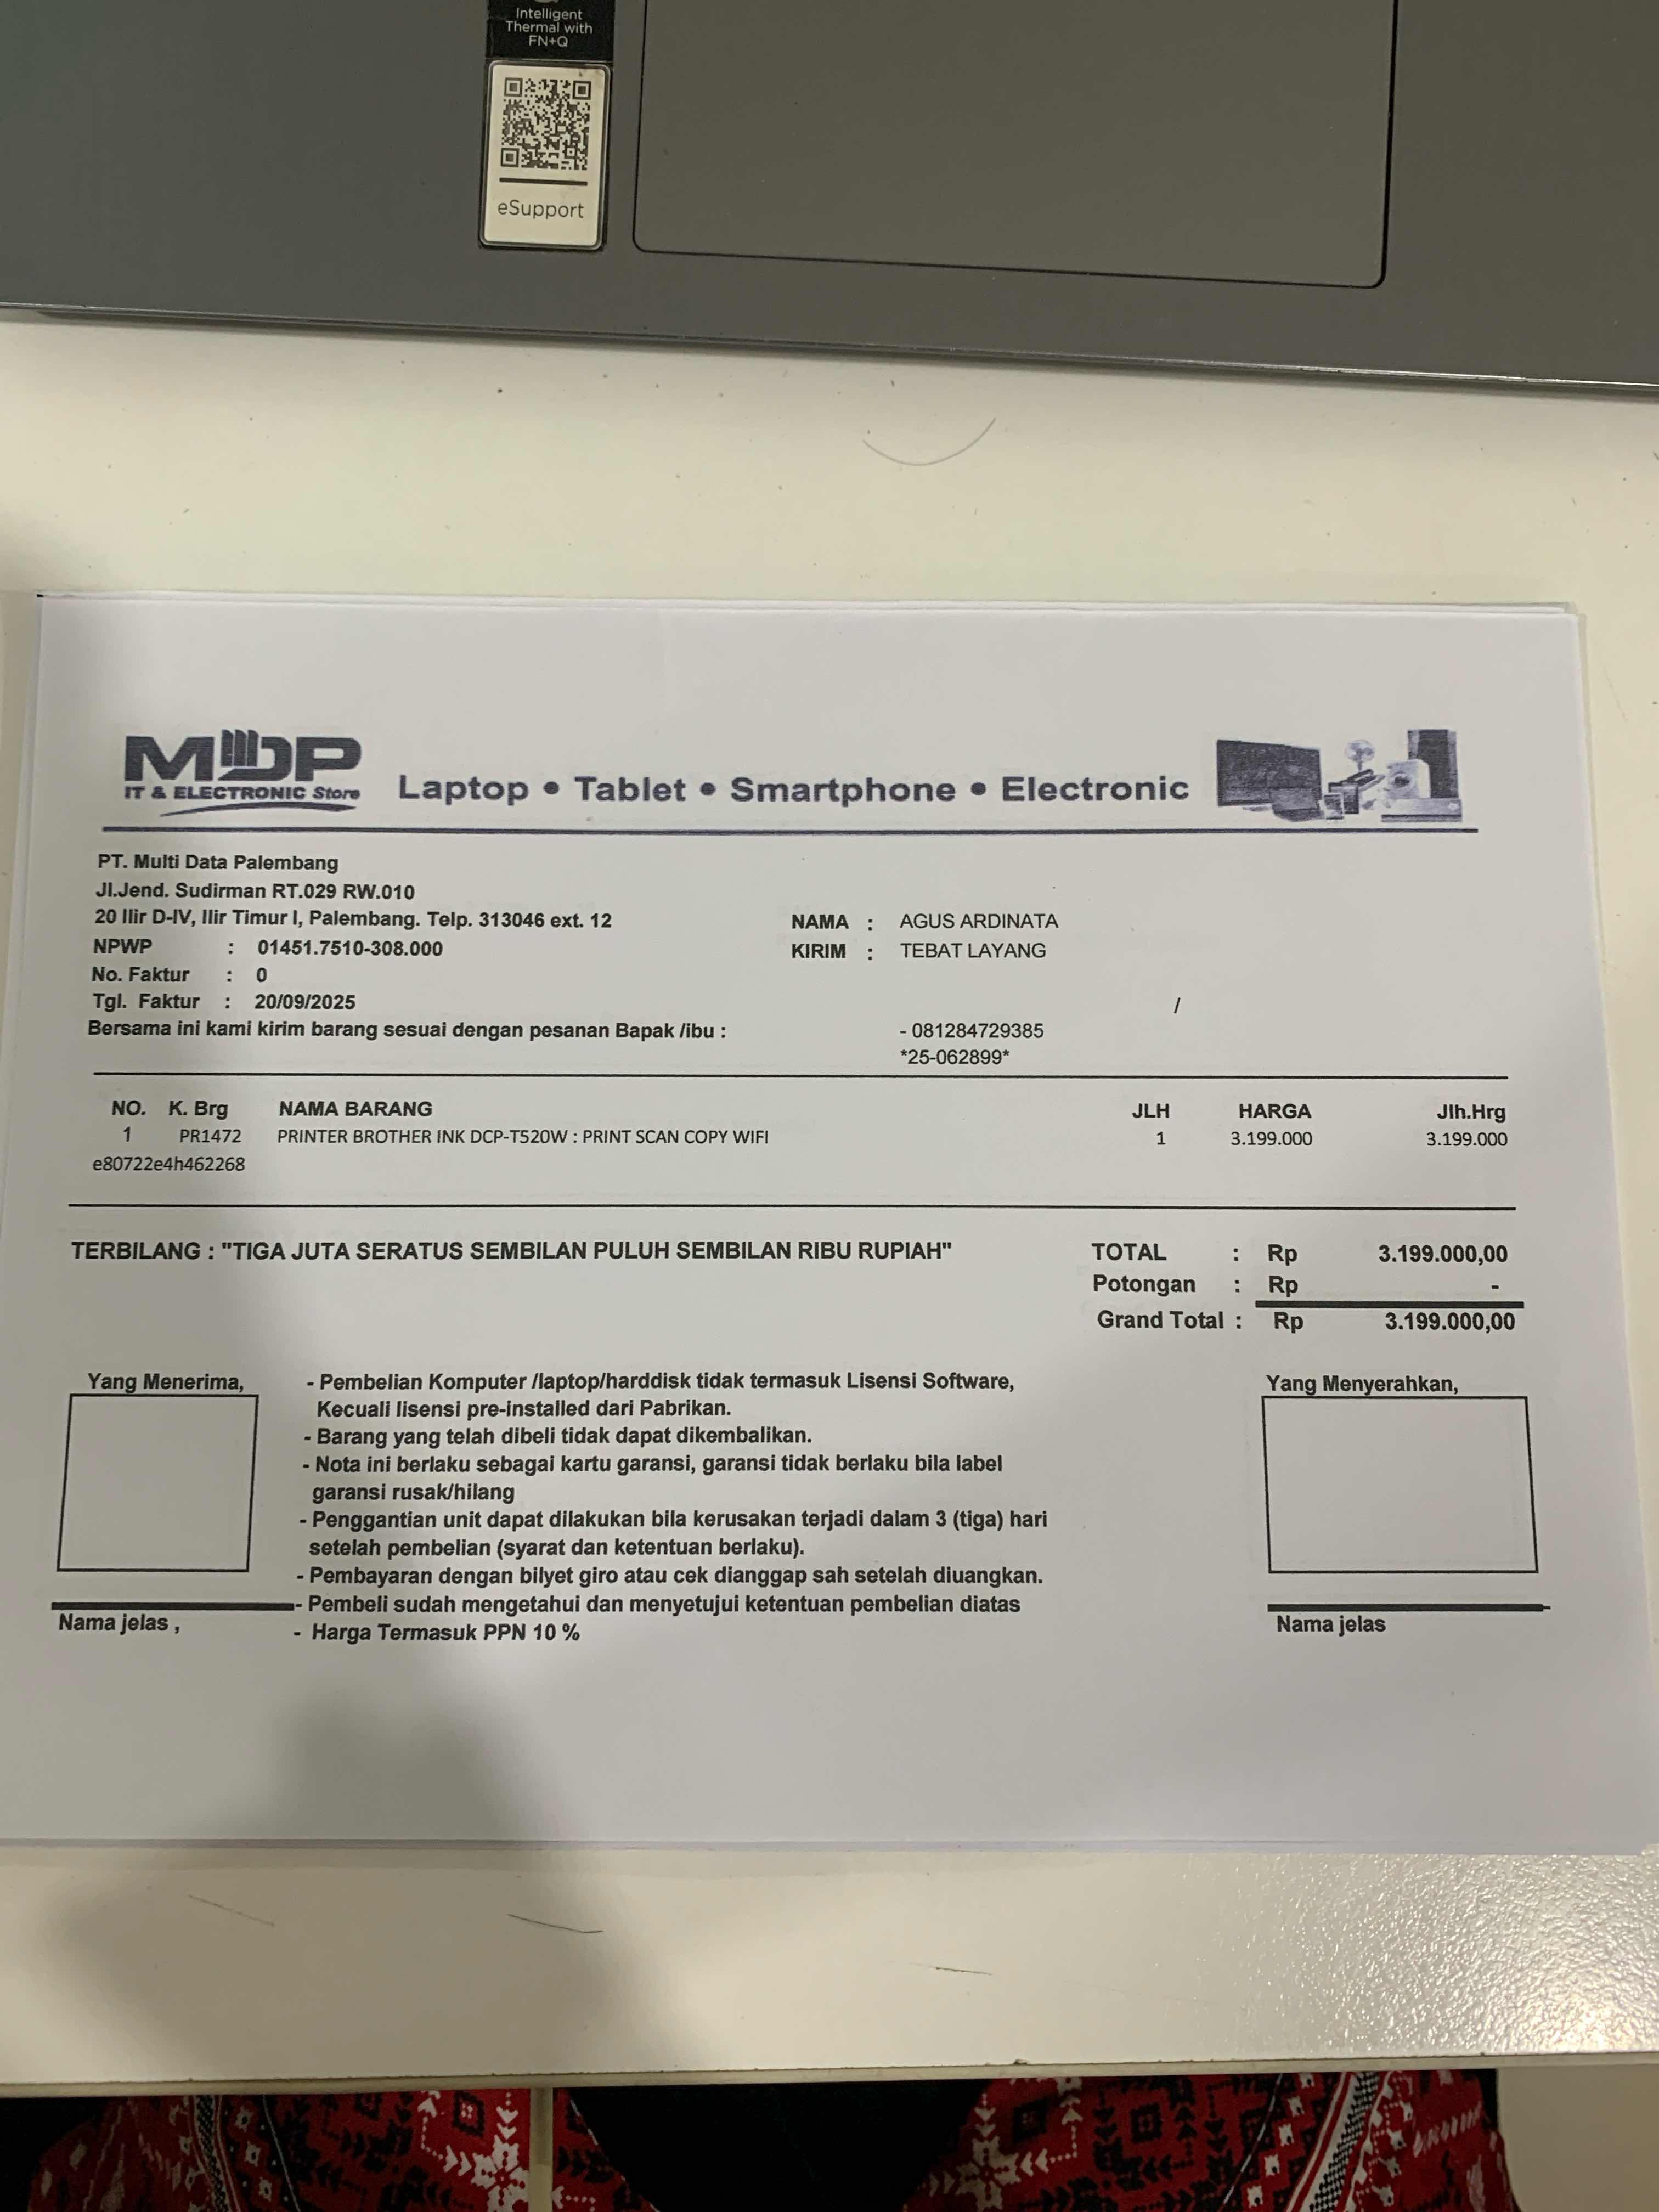 Intelligent
Thermal with
FN+Q
eSupport
MDP
IT & ELECTRONIC Store
Laptop • Tablet • Smartphone • Electronic
PT. Multi Data Palembang
Jl.Jend. Sudirman RT.029 RW.010
20 Ilir D-IV, Ilir Timur I, Palembang. Telp. 313046 ext. 12
NPWP : 01451.7510-308.000
No. Faktur : 0
Tgl. Faktur : 20/09/2025
Bersama ini kami kirim barang sesuai dengan pesanan Bapak /ibu :
NAMA : AGUS ARDINATA
KIRIM : TEBAT LAYANG
/
- 081284729385
*25-062899*
NO. K. Brg NAMA BARANG JLH HARGA Jlh.Hrg
1 PR1472 PRINTER BROTHER INK DCP-T520W : PRINT SCAN COPY WIFI 1 3.199.000 3.199.000
e80722e4h462268
TERBILANG : "TIGA JUTA SERATUS SEMBILAN PULUH SEMBILAN RIBU RUPIAH"
TOTAL : Rp 3.199.000,00
Potongan : Rp -
Grand Total : Rp 3.199.000,00
Yang Menerima,
Nama jelas ,
- Pembelian Komputer /laptop/harddisk tidak termasuk Lisensi Software,
Kecuali lisensi pre-installed dari Pabrikan.
- Barang yang telah dibeli tidak dapat dikembalikan.
- Nota ini berlaku sebagai kartu garansi, garansi tidak berlaku bila label
garansi rusak/hilang
- Penggantian unit dapat dilakukan bila kerusakan terjadi dalam 3 (tiga) hari
setelah pembelian (syarat dan ketentuan berlaku).
- Pembayaran dengan bilyet giro atau cek dianggap sah setelah diuangkan.
- Pembeli sudah mengetahui dan menyetujui ketentuan pembelian diatas
- Harga Termasuk PPN 10 %
Yang Menyerahkan,
Nama jelas